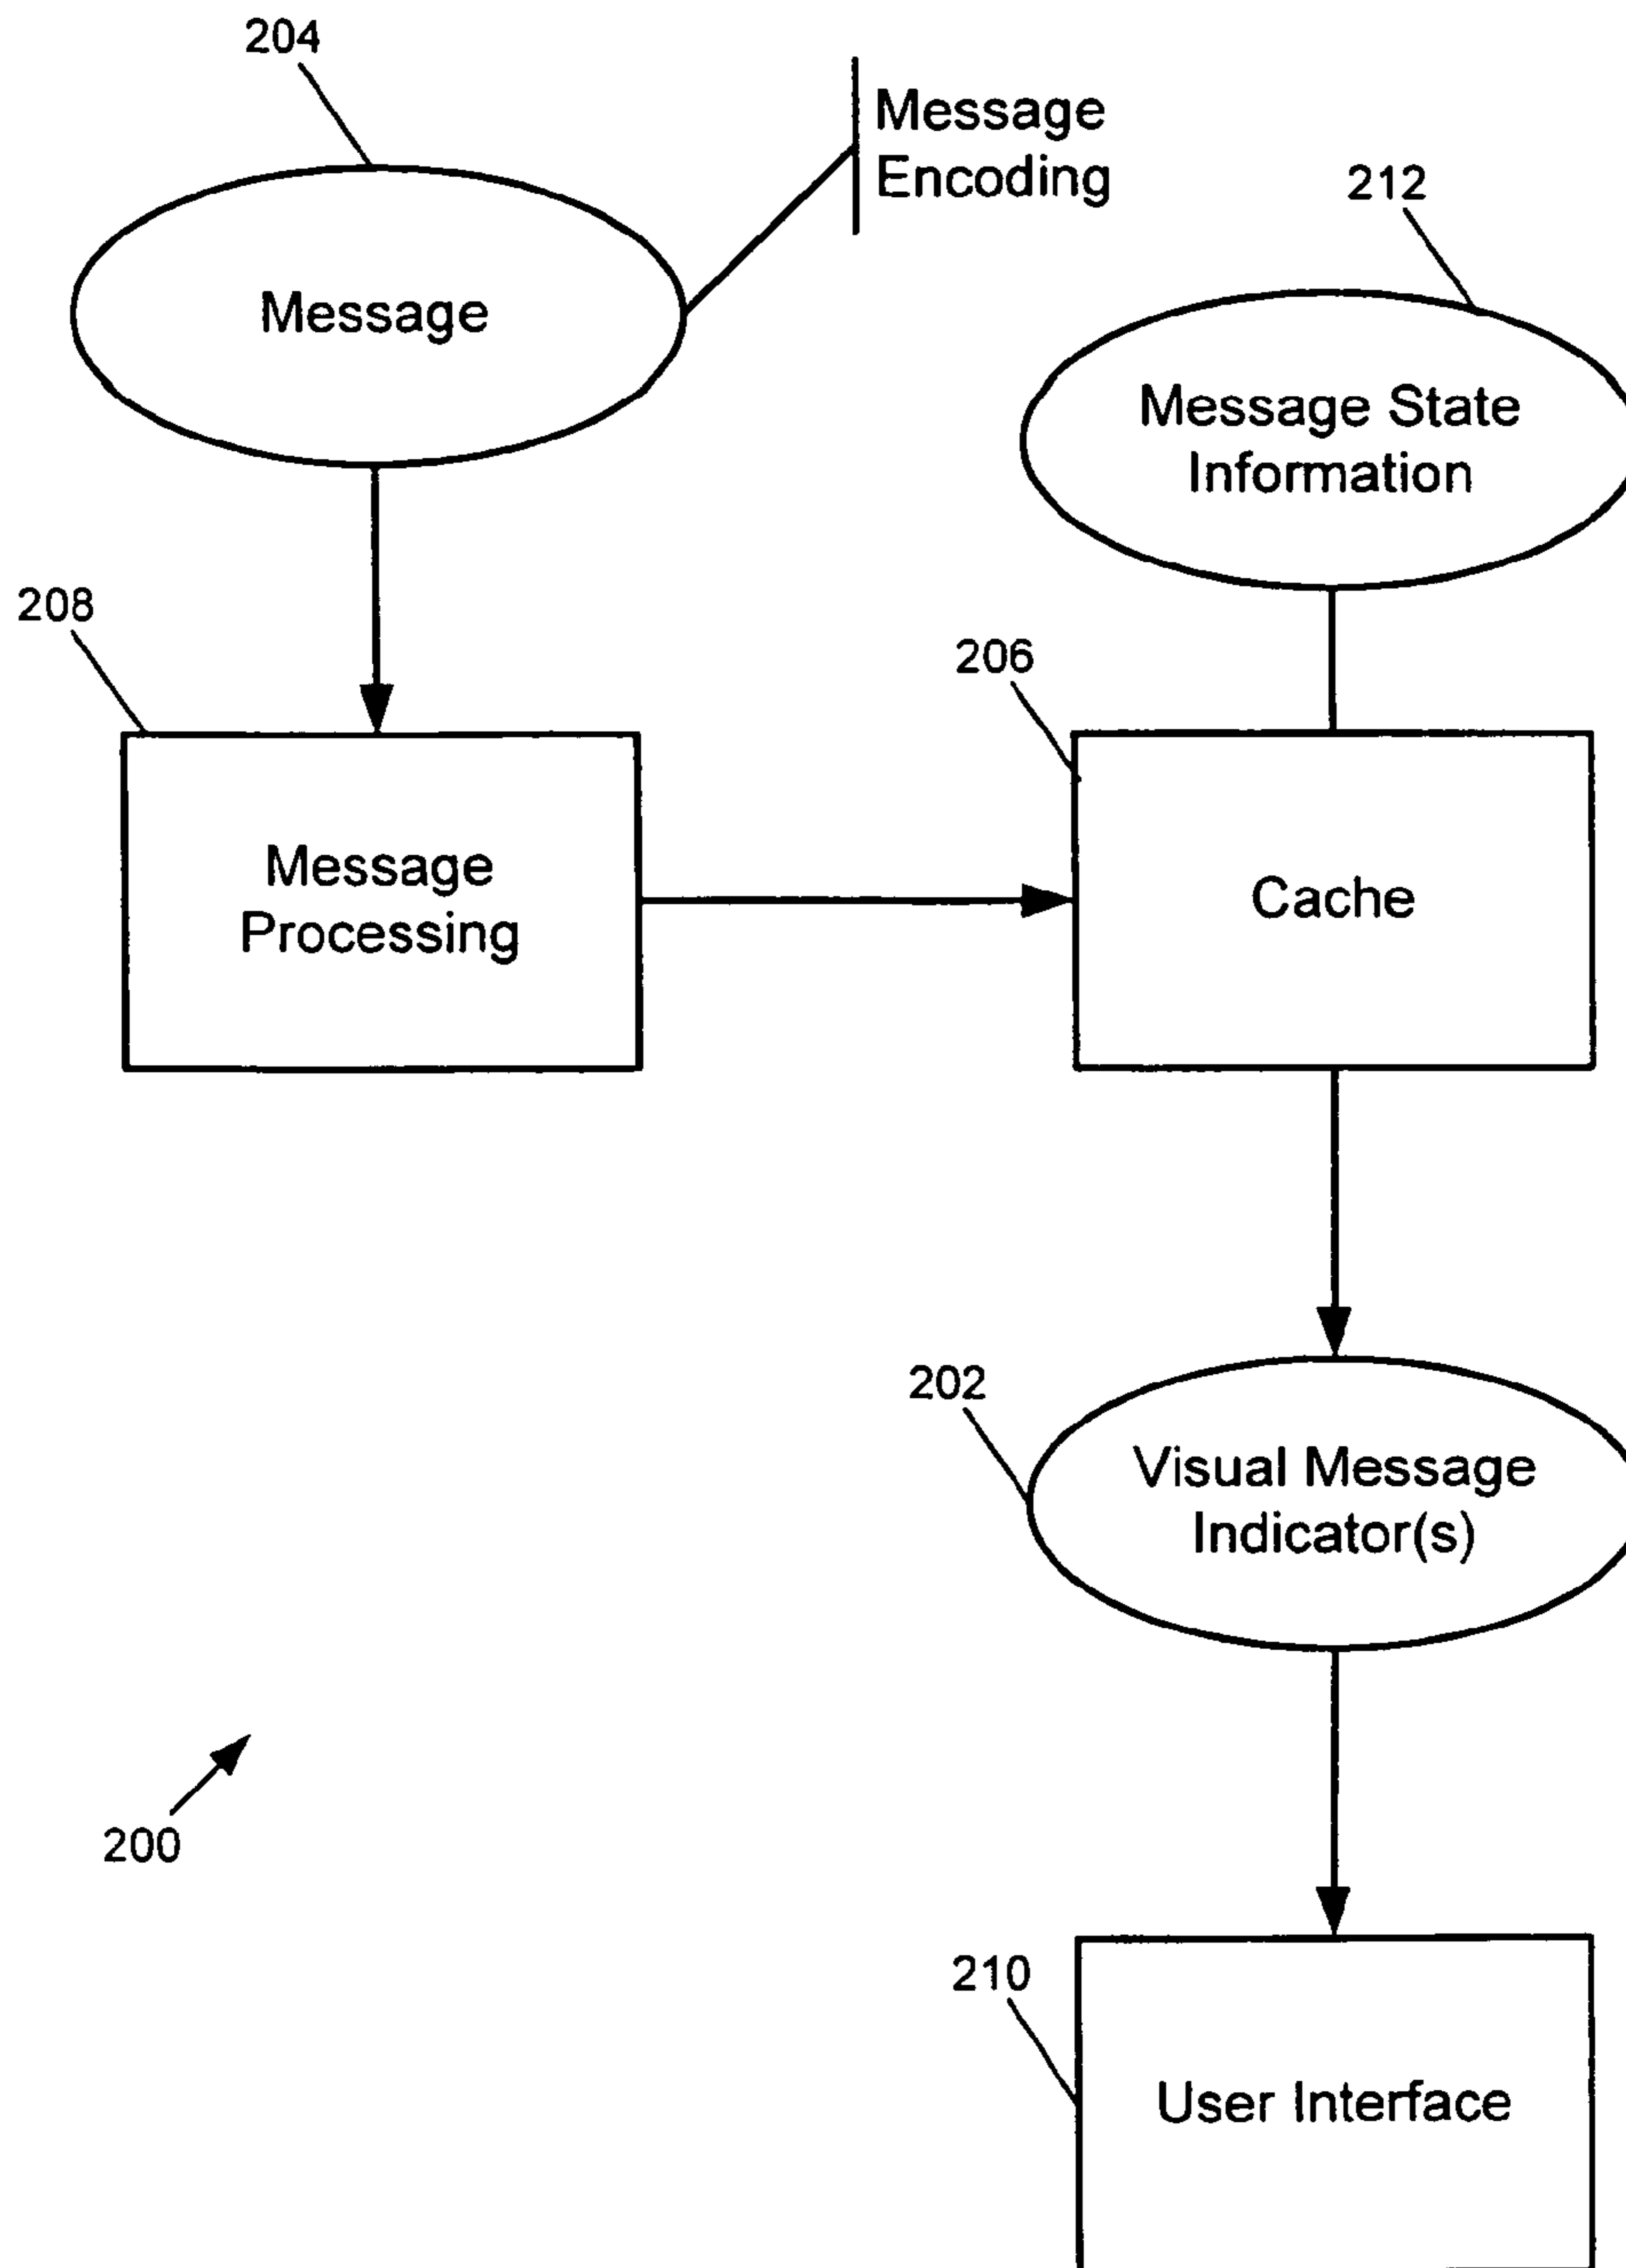 204
Message
Encoding
212
Message
Message State
Information
208
206
Message
Processing
Cache
202
Visual Message
Indicator(s)
200
210
User Interface